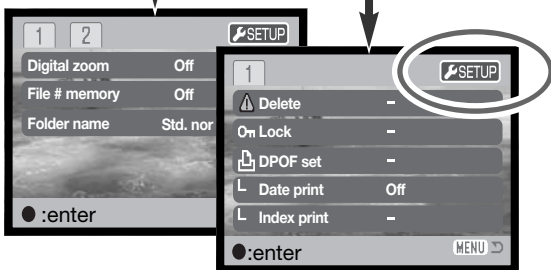 1 2 SETUP
Digital zoom Off
File # memory Off
Folder name Std. nor
:enter
1 SETUP
Delete –
Lock –
DPOF set –
Date print Off
Index print –
:enter MENU